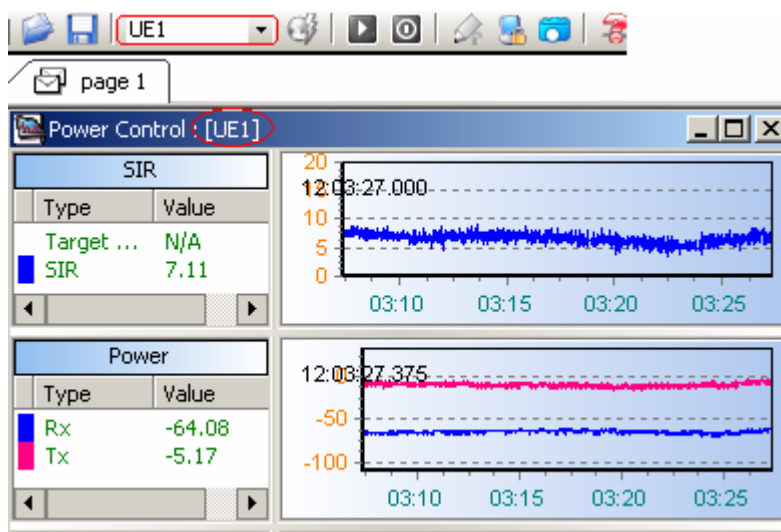 UE1
page 1
Power Control : [UE1]
SIR
Type Value
Target ... N/A
SIR 7.11
20
15
12:03:27.000
10
5
0
03:10 03:15 03:20 03:25
Power
Type Value
Rx -64.08
Tx -5.17
12:03:27.375
0
-50
-100
03:10 03:15 03:20 03:25